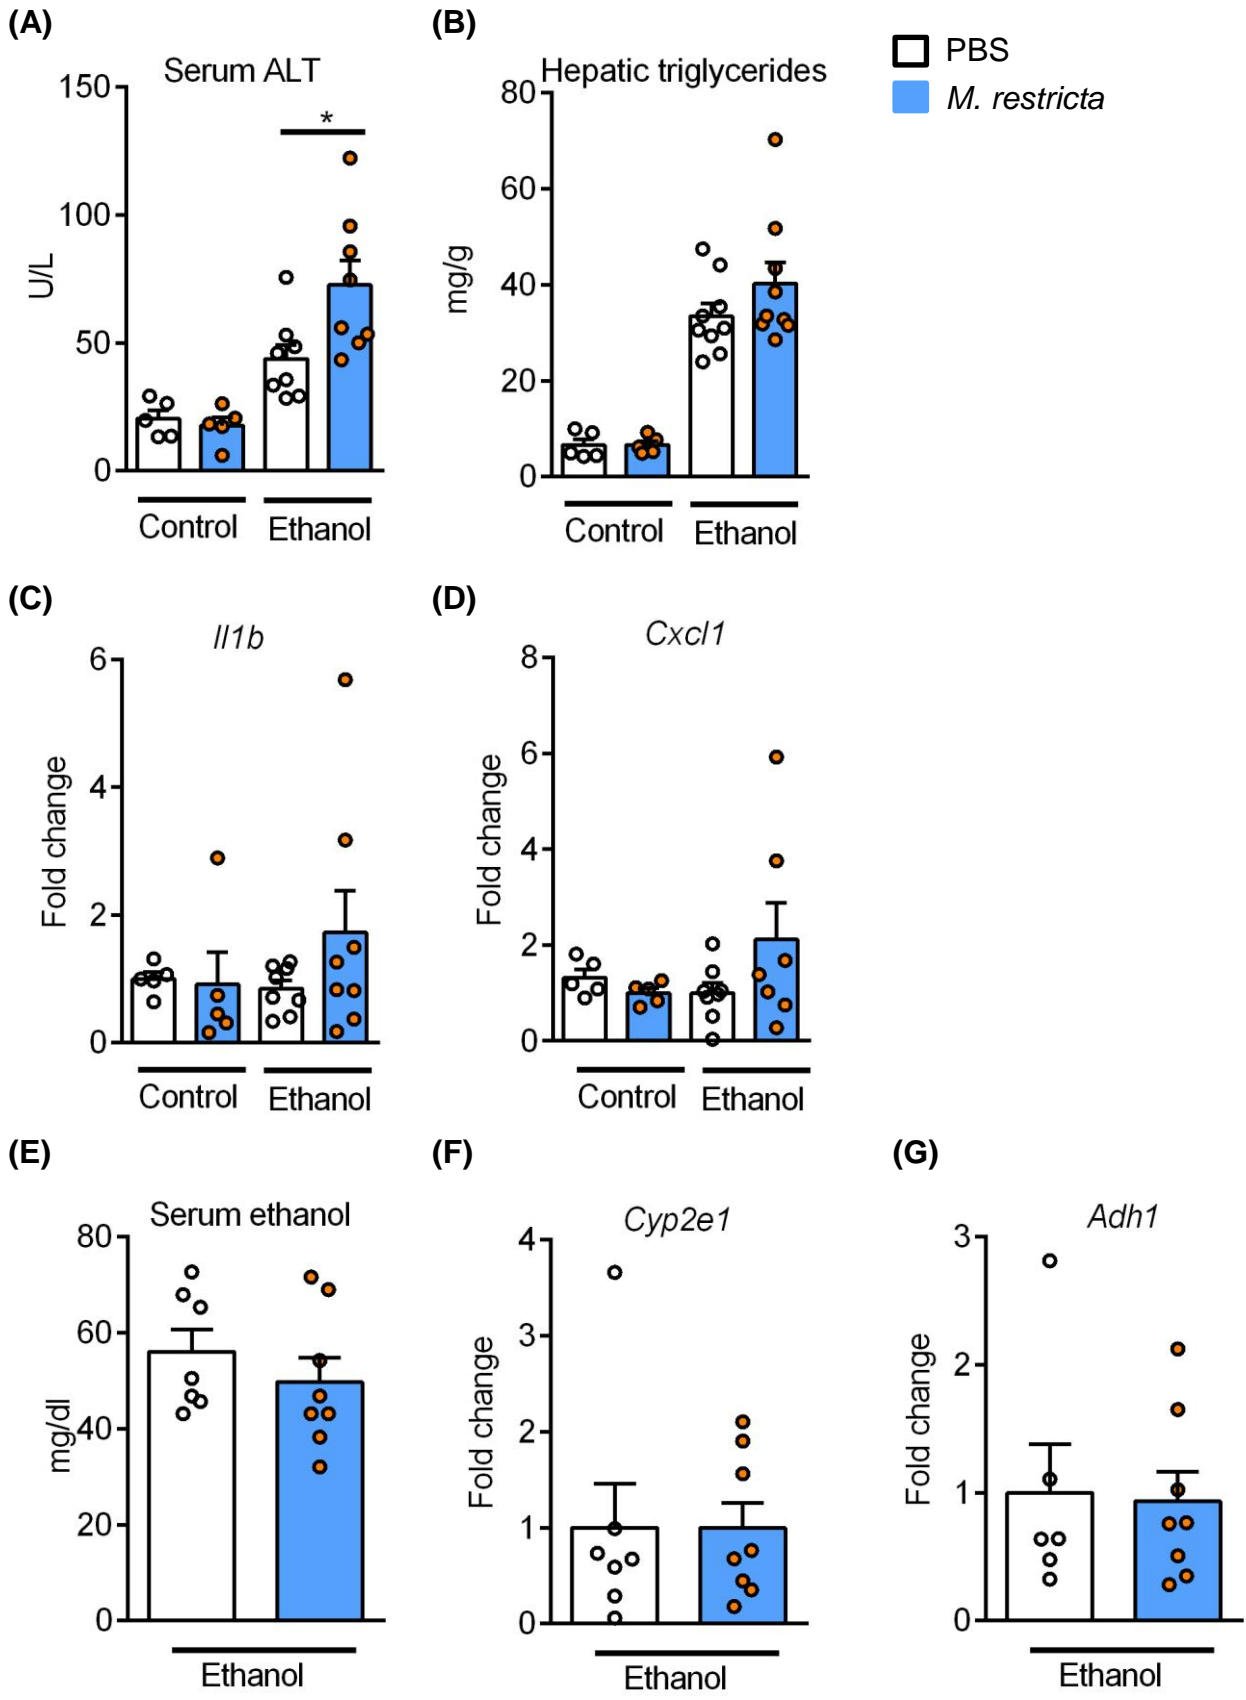 (A)
Serum ALT
150
100
50
0
U/L
*
Control
Ethanol
(B)
Hepatic triglycerides
80
60
40
20
0
mg/g
Control
Ethanol
PBS
M. restricta
(C)
Il1b
6
4
2
0
Fold change
Control
Ethanol
(D)
Cxcl1
8
6
4
2
0
Fold change
Control
Ethanol
(E)
Serum ethanol
80
60
40
20
0
mg/dl
Ethanol
(F)
Cyp2e1
4
3
2
1
0
Fold change
Ethanol
(G)
Adh1
3
2
1
0
Fold change
Ethanol